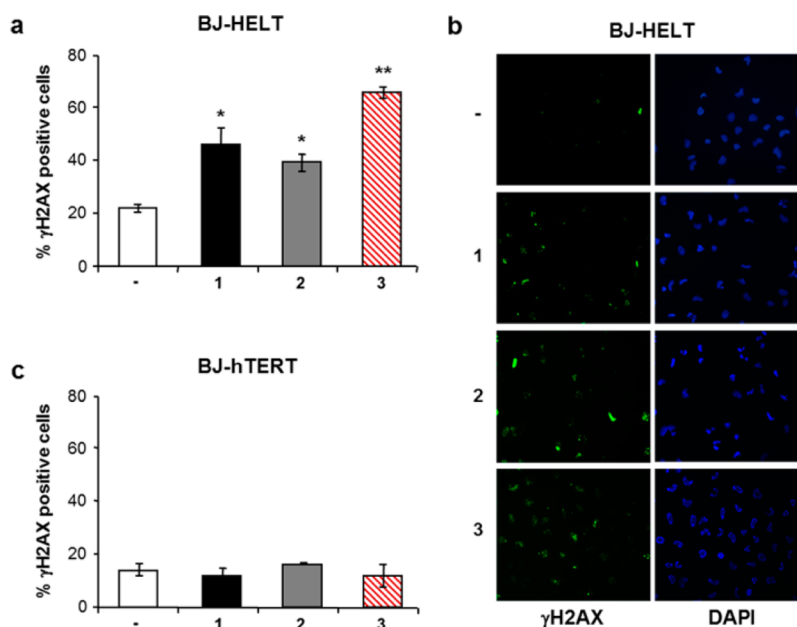 a
BJ-HELT
% γH2AX positive cells
80
60
40
20
0
*
*
**
- 1 2 3
b
BJ-HELT
-
1
2
3
γH2AX DAPI
c
BJ-hTERT
% γH2AX positive cells
80
60
40
20
0
- 1 2 3